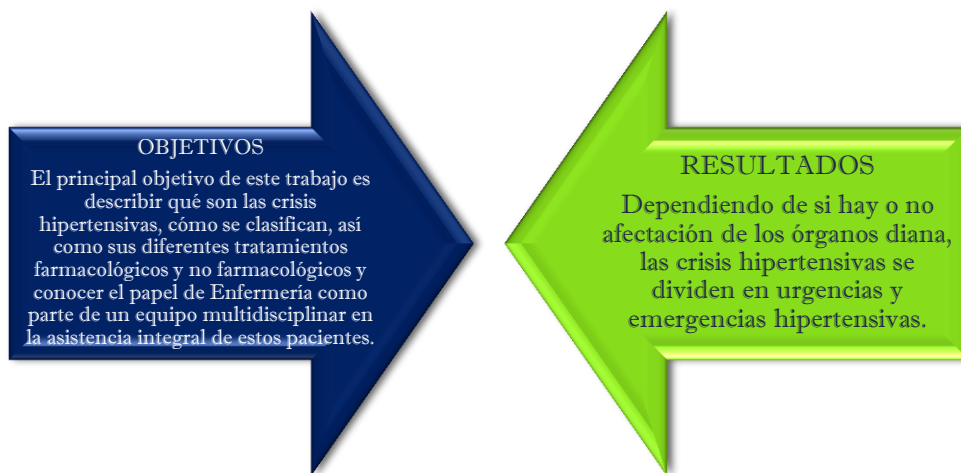 OBJETIVOS
El principal objetivo de este trabajo es
describir qué son las crisis
hipertensivas, cómo se clasifican, así
como sus diferentes tratamientos
farmacológicos y no farmacológicos y
conocer el papel de Enfermería como
parte de un equipo multidisciplinar en
la asistencia integral de estos pacientes.
RESULTADOS
Dependiendo de si hay o no
afectación de los órganos diana,
las crisis hipertensivas se
dividen en urgencias y
emergencias hipertensivas.